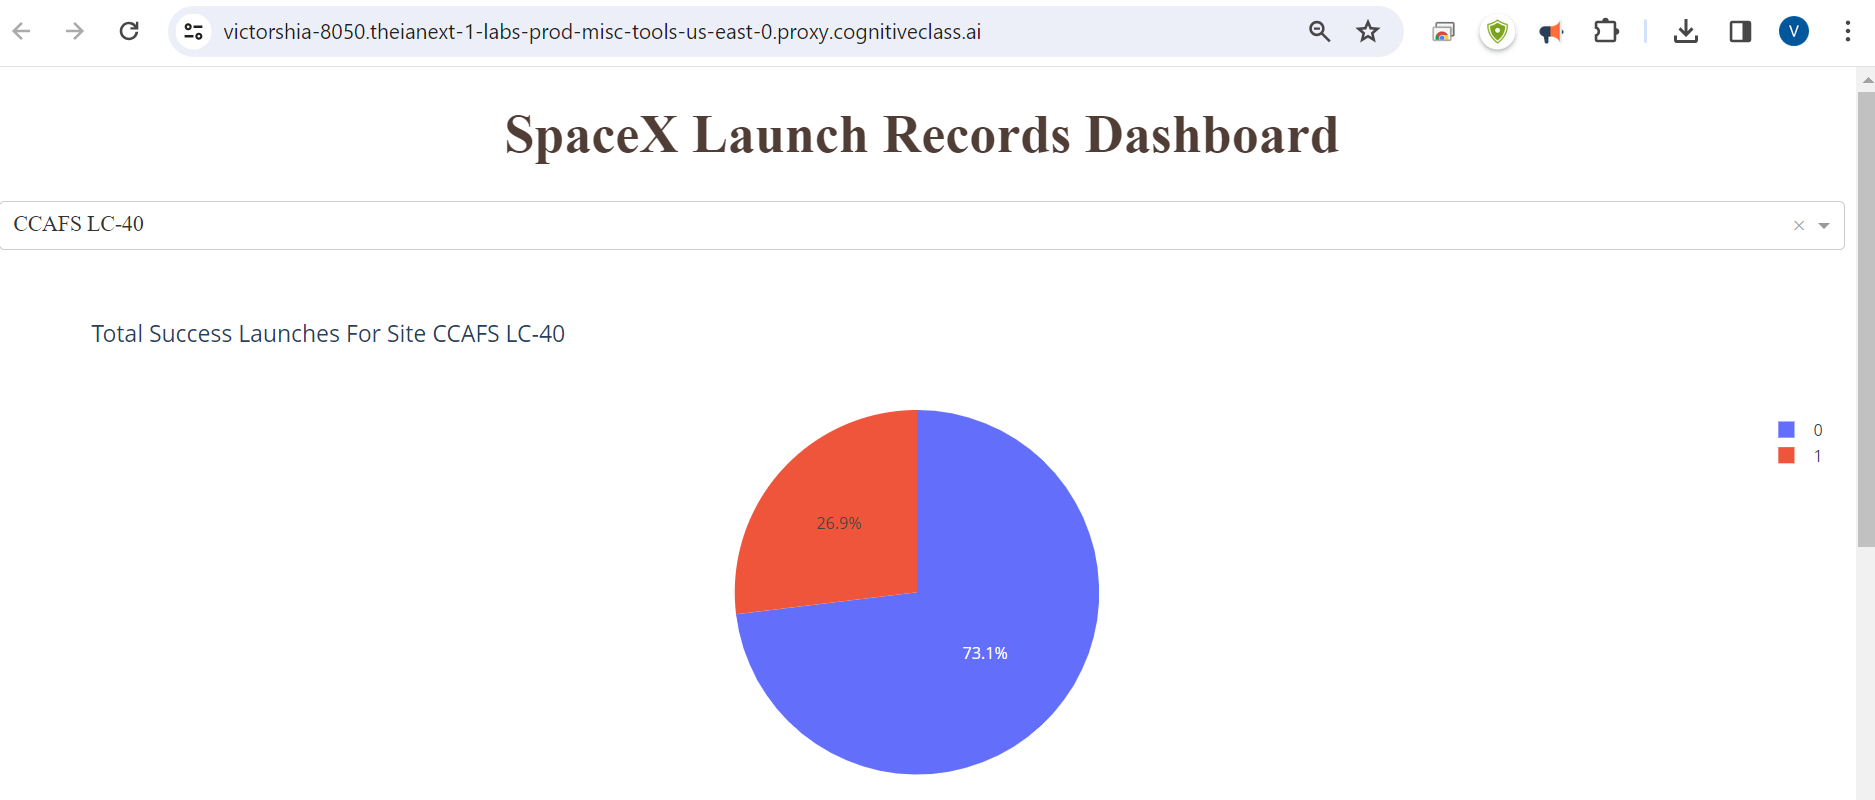 victorshia-8050.theianext-1-labs-prod-misc-tools-us-east-0.proxy.cognitiveclass.ai
V
SpaceX Launch Records Dashboard
CCAFS LC-40
Total Success Launches For Site CCAFS LC-40
0
1
26.9%
73.1%